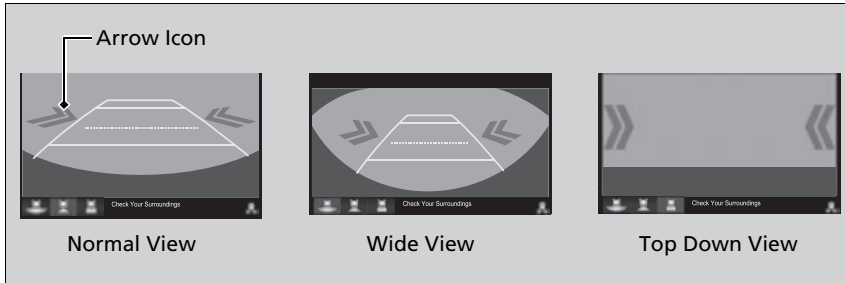 Arrow Icon
Check Your Surroundings
Check Your Surroundings
Check Your Surroundings
Normal View
Wide View
Top Down View